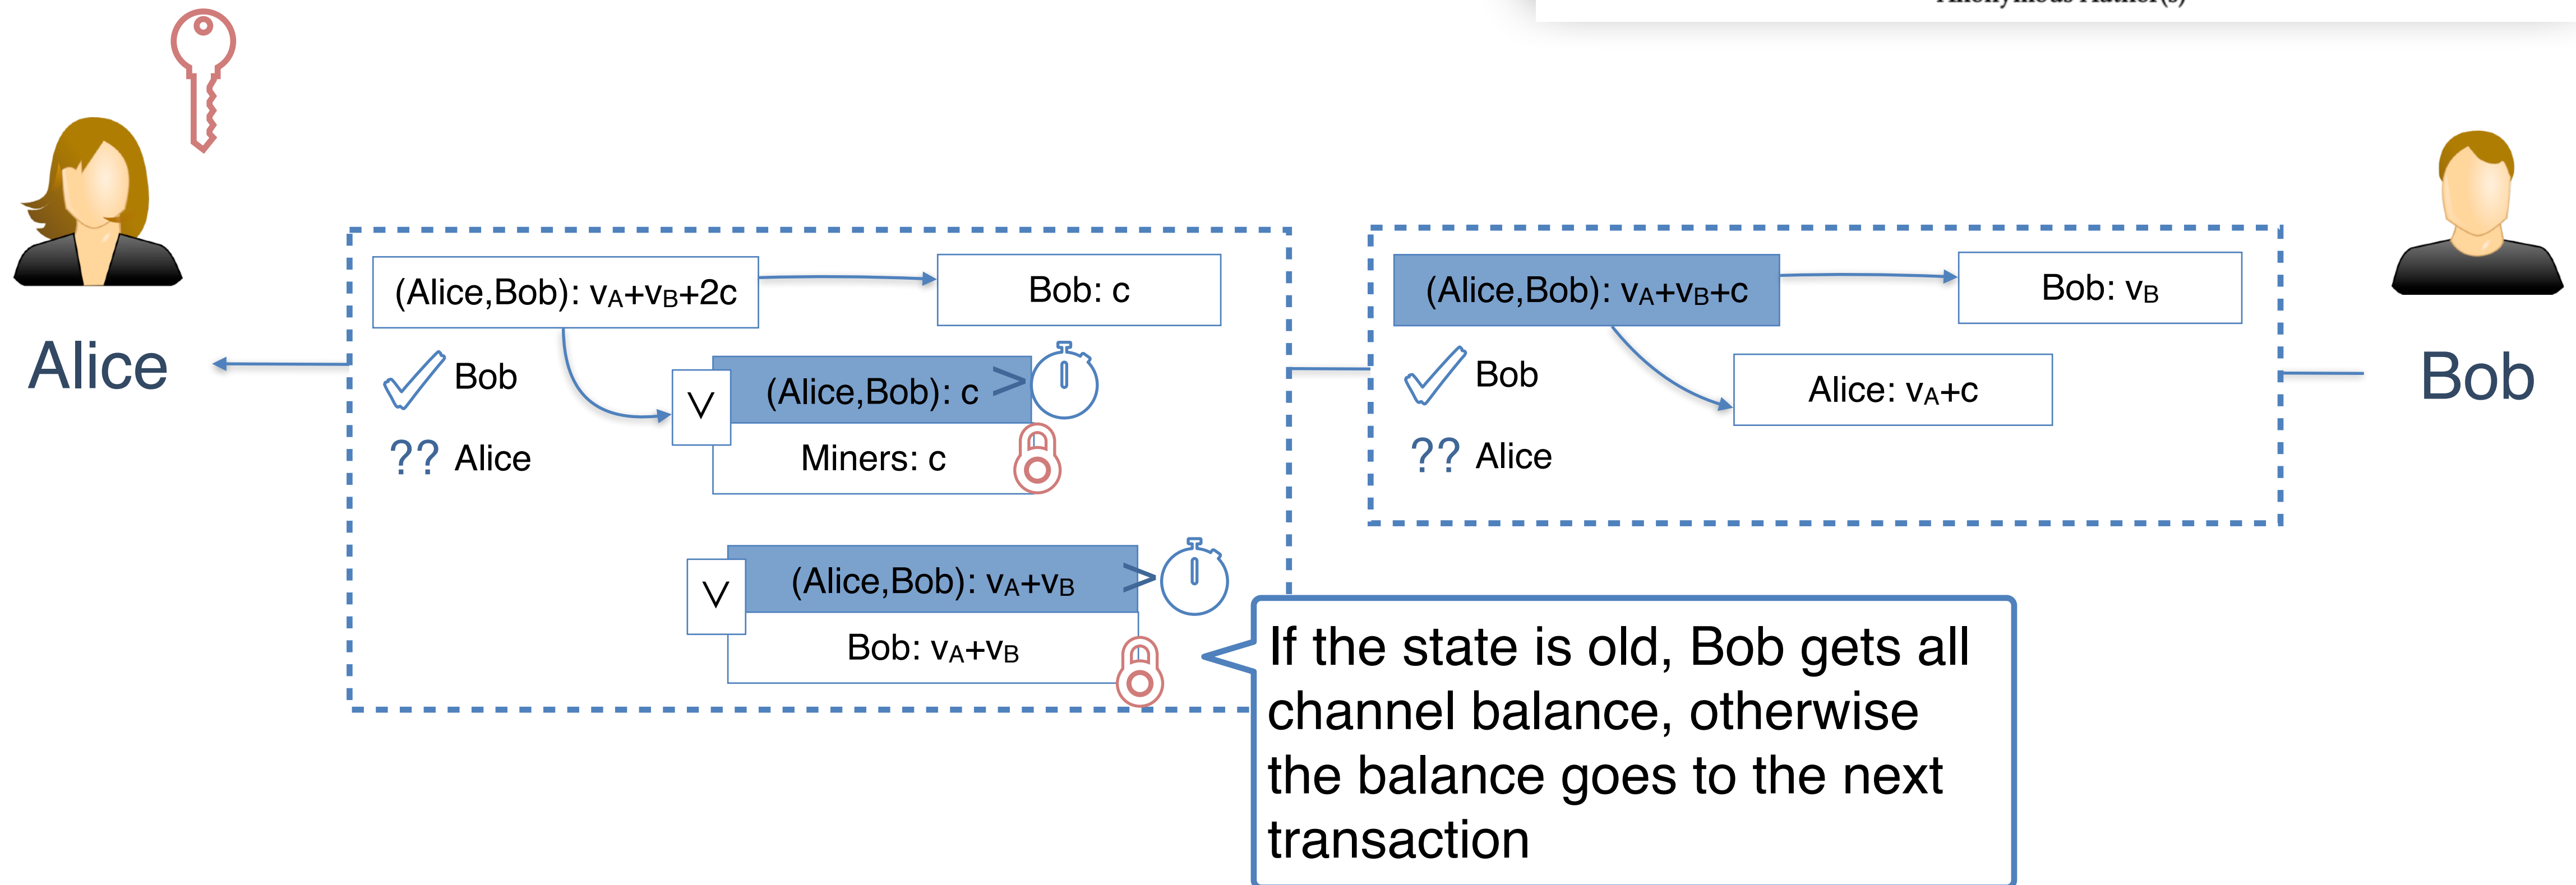 Anonymous Author(s)
(Alice,Bob): vA+vB+2c
Bob: c
Bob
?? Alice
V
(Alice,Bob): c >
Miners: c
V
(Alice,Bob): vA+vB >
Bob: vA+vB
(Alice,Bob): vA+vB+c
Bob: vB
Bob
Alice: vA+c
?? Alice
Alice
Bob
If the state is old, Bob gets all
channel balance, otherwise
the balance goes to the next
transaction